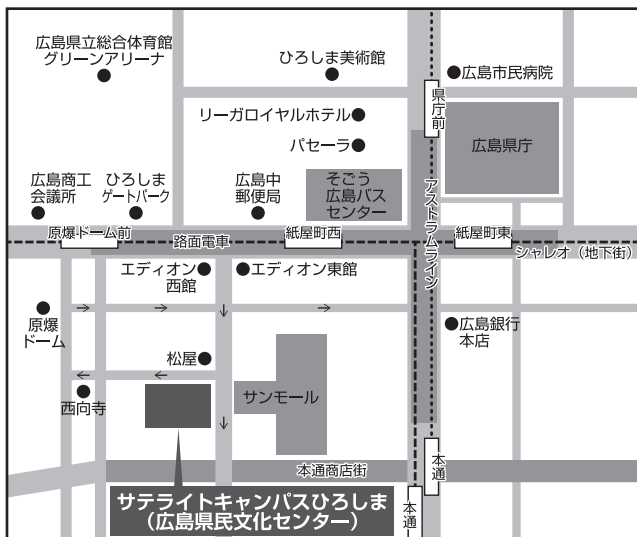 広島県立総合体育館
グリーンアリーナ
ひろしま美術館
広島市民病院
県庁前
リーガロイヤルホテル
パセーラ
広島県庁
広島商工
会議所
ひろしま
ゲートパーク
広島中
郵便局
そごう
広島バス
センター
アストラムライン
原爆ドーム前
路面電車
紙屋町西
紙屋町東
シャレオ（地下街）
エディオン
西館
エディオン東館
原爆
ドーム
広島銀行
本店
松屋
西向寺
サンモール
本通商店街
本通
本通
サテライトキャンパスひろしま
（広島県民文化センター）